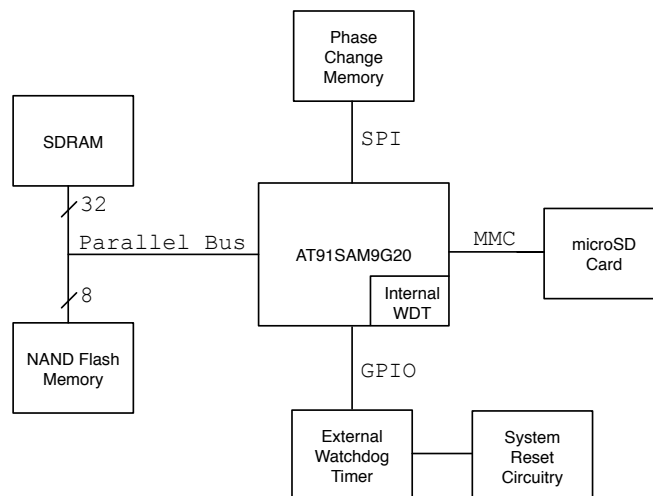 Phase
Change
Memory
SPI
SDRAM
32
Parallel Bus
8
NAND Flash
Memory
AT91SAM9G20
Internal
WDT
MMC
microSD
Card
GPIO
External
Watchdog
Timer
System
Reset
Circuitry